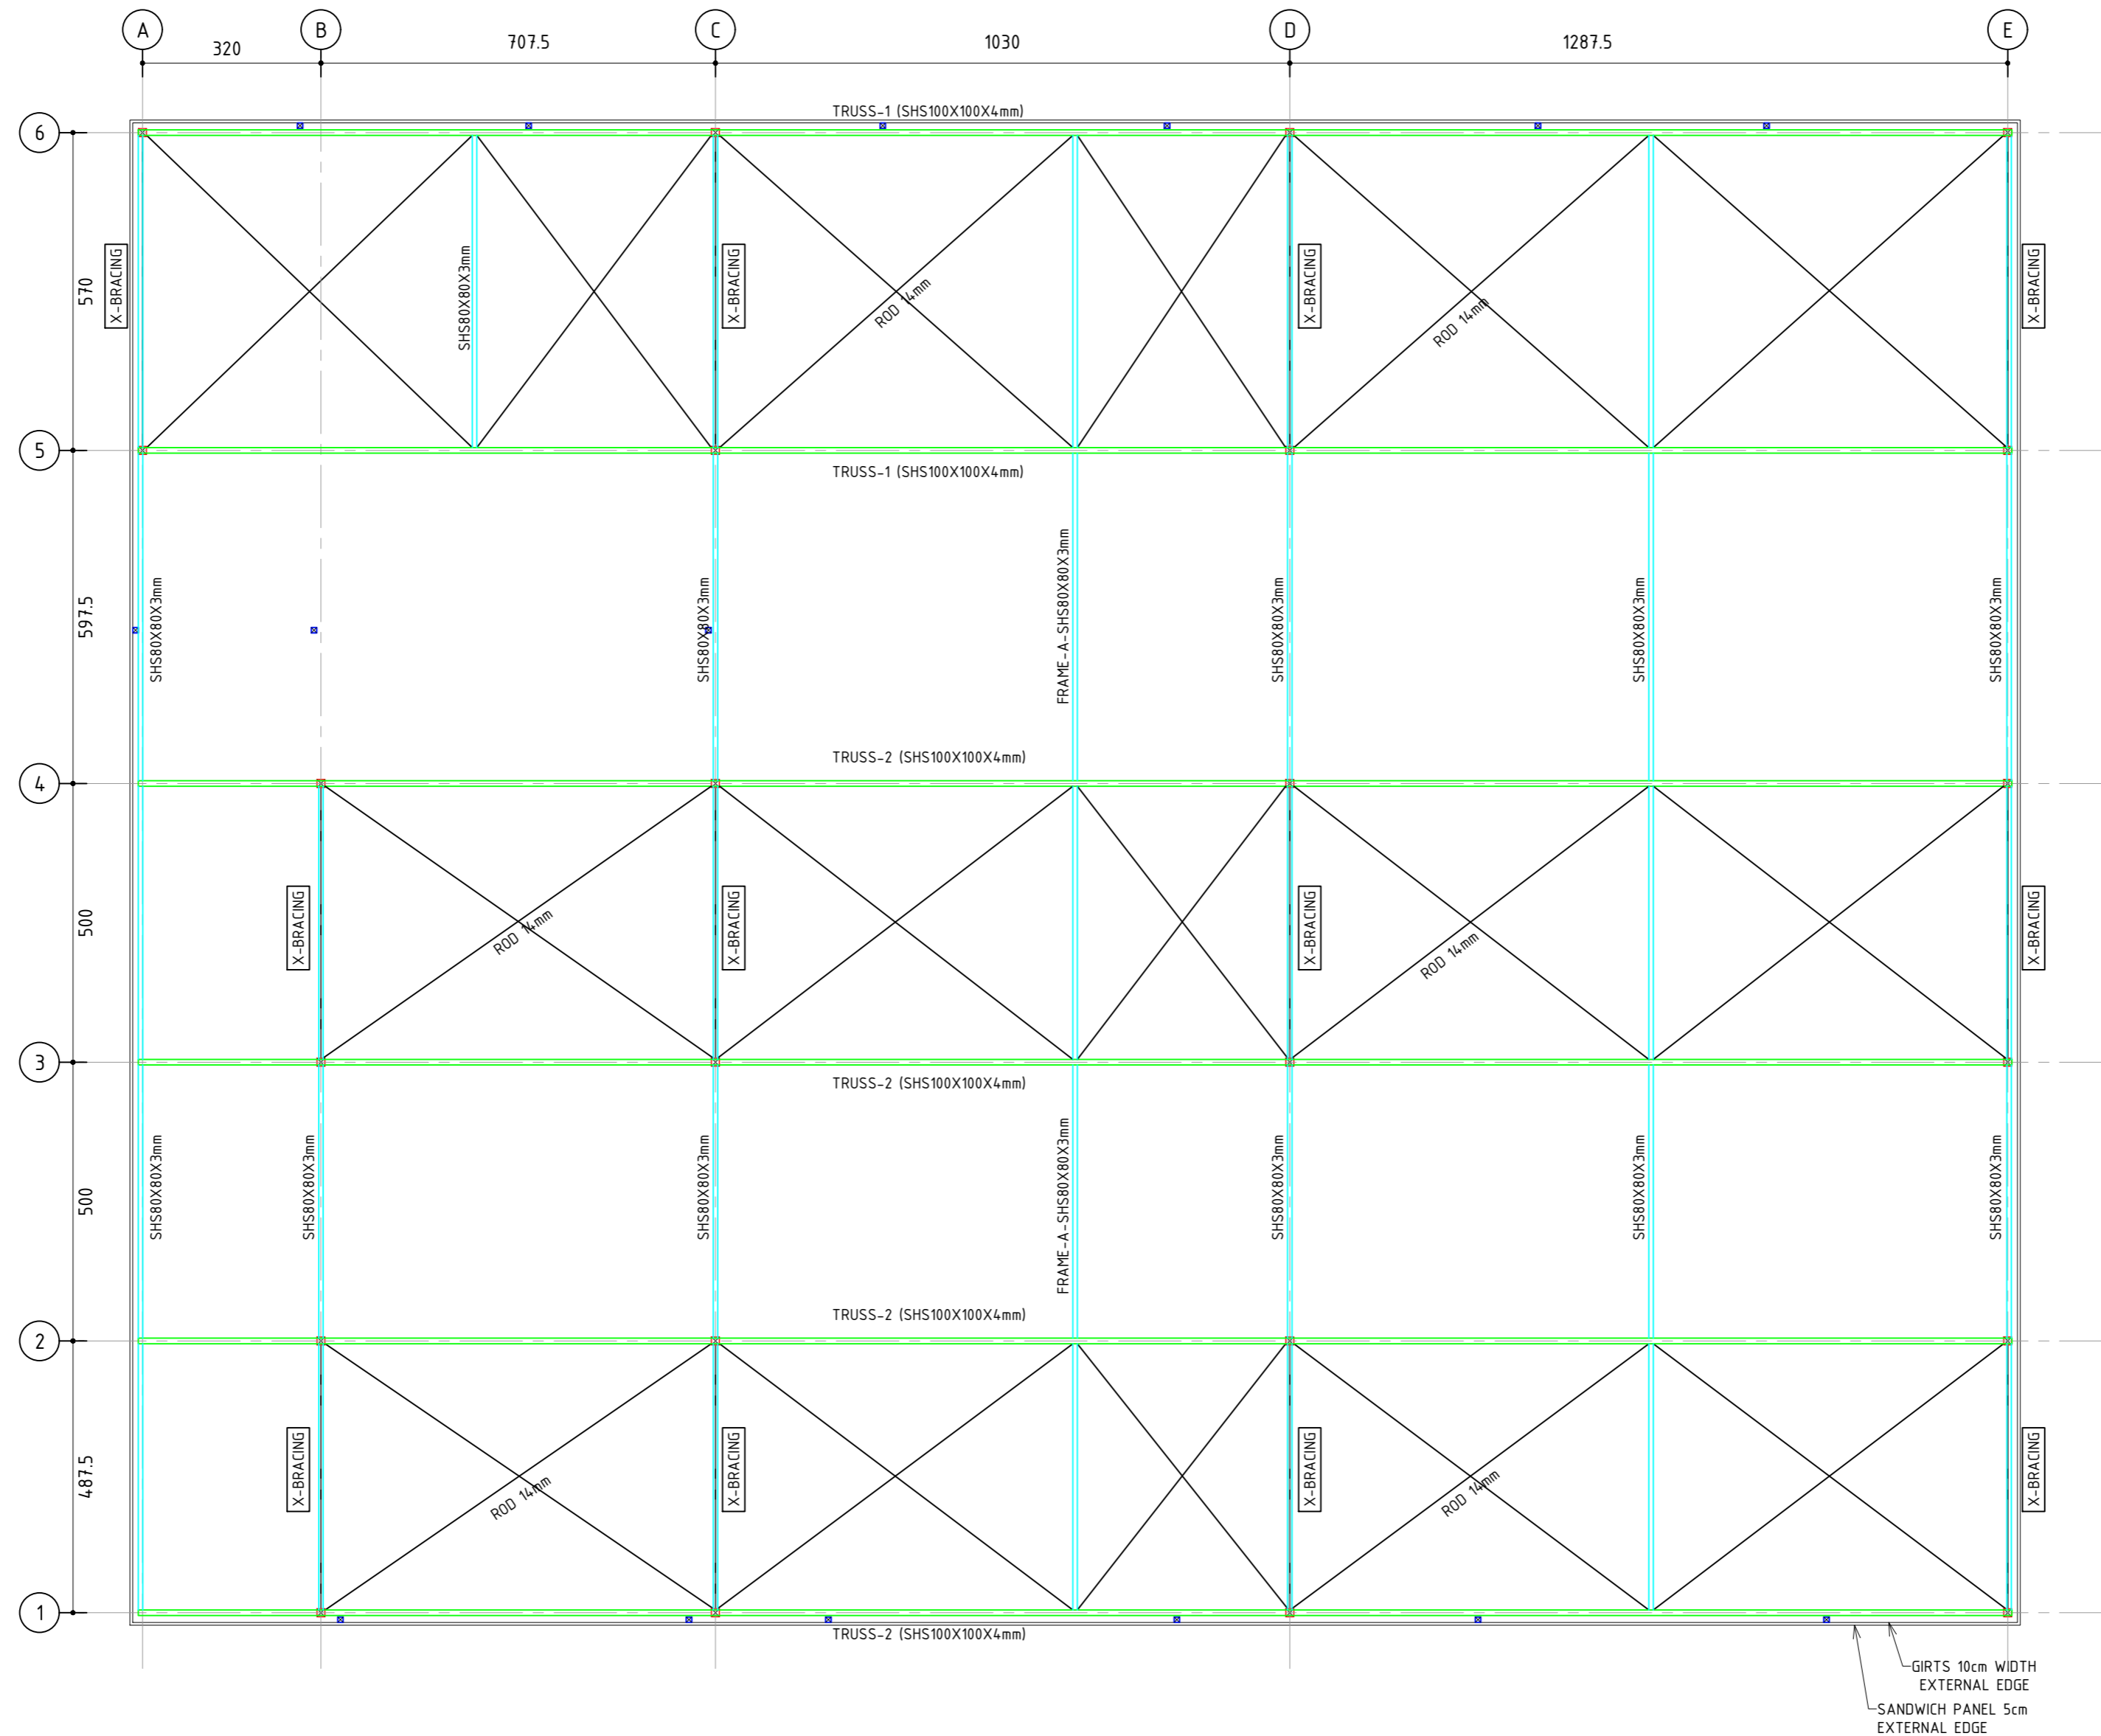 A
B
C
D
E
320
707.5
1030
1287.5
TRUSS-1 (SHS100X100X4mm)
6
X-BRACING
570
SHS80X80X3mm
X-BRACING
ROD 14mm
X-BRACING
ROD 14mm
X-BRACING
5
TRUSS-1 (SHS100X100X4mm)
597.5
SHS80X80X3mm
SHS80X80X3mm
FRAME-A-SHS80X80X3mm
SHS80X80X3mm
SHS80X80X3mm
SHS80X80X3mm
TRUSS-2 (SHS100X100X4mm)
4
500
X-BRACING
ROD 14mm
X-BRACING
X-BRACING
ROD 14mm
X-BRACING
3
TRUSS-2 (SHS100X100X4mm)
500
SHS80X80X3mm
SHS80X80X3mm
SHS80X80X3mm
FRAME-A-SHS80X80X3mm
SHS80X80X3mm
SHS80X80X3mm
SHS80X80X3mm
TRUSS-2 (SHS100X100X4mm)
2
487.5
X-BRACING
ROD 14mm
X-BRACING
X-BRACING
ROD 14mm
X-BRACING
1
TRUSS-2 (SHS100X100X4mm)
GIRTS 10cm WIDTH
EXTERNAL EDGE
SANDWICH PANEL 5cm
EXTERNAL EDGE